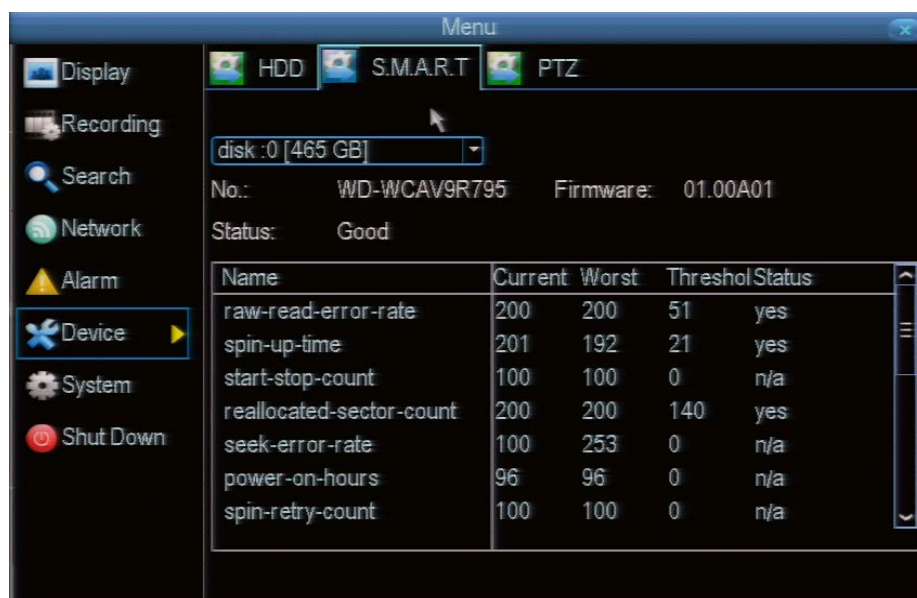 Menu
Display
Recording
Search
Network
Alarm
Device
System
Shut Down
HDD S.M.A.R.T PTZ
disk :0 [465 GB]
No.: WD-WCAV9R795 Firmware: 01.00A01
Status: Good
Name Current Worst Threshol Status
raw-read-error-rate 200 200 51 yes
spin-up-time 201 192 21 yes
start-stop-count 100 100 0 n/a
reallocated-sector-count 200 200 140 yes
seek-error-rate 100 253 0 n/a
power-on-hours 96 96 0 n/a
spin-retry-count 100 100 0 n/a